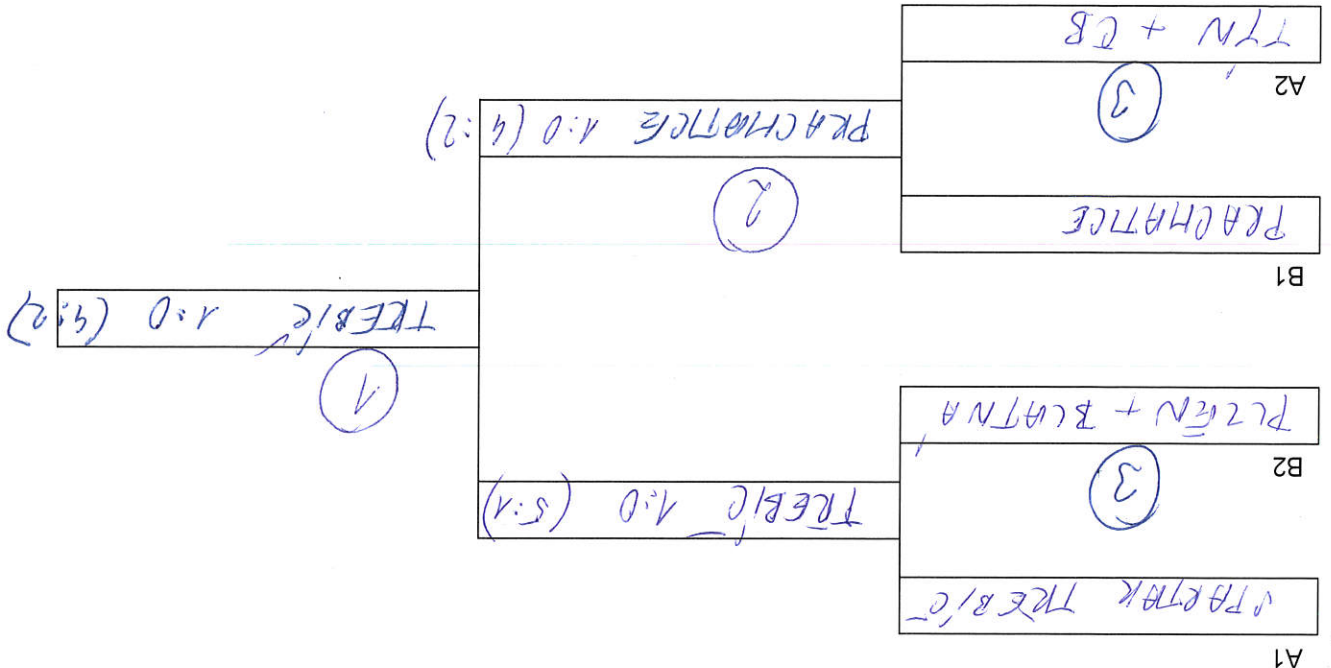 A1
SPARTAK TŘEBÍČ
TŘEBÍČ 1:0 (5:1)
3
B2
PLZEŇ + BLATNÁ
1
TŘEBÍČ 1:0 (4:2)
B1
PRACHATICE
2
PRACHATICE 1:0 (4:2)
3
A2
TÝN + ČB